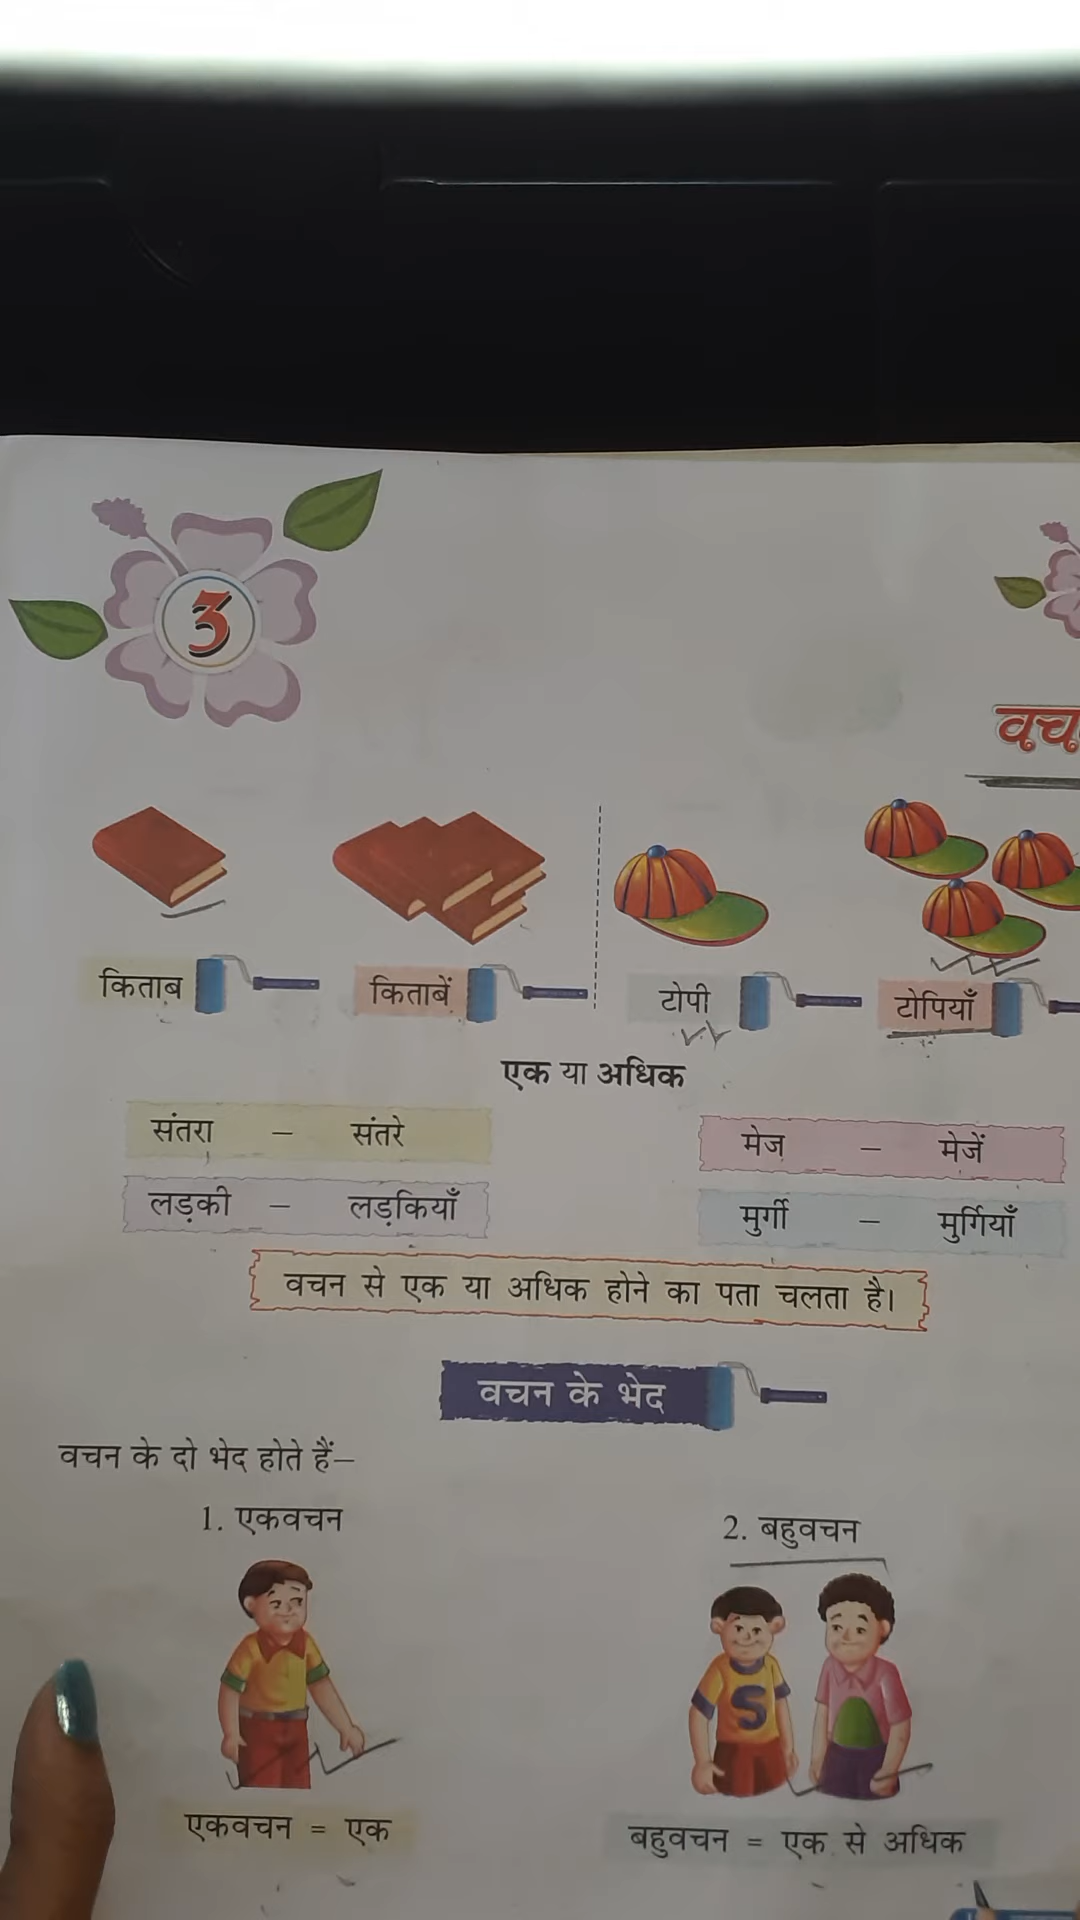 3
किताब किताबें टोपी टोपियाँ
एक या अधिक
संतरा – संतरे मेज – मेजें
लड़की – लड़कियाँ मुर्गी – मुर्गियाँ
वचन से एक या अधिक होने का पता चलता है।
वचन के भेद
वचन के दो भेद होते हैं–
1. एकवचन 2. बहुवचन
S
एकवचन = एक बहुवचन = एक से अधिक